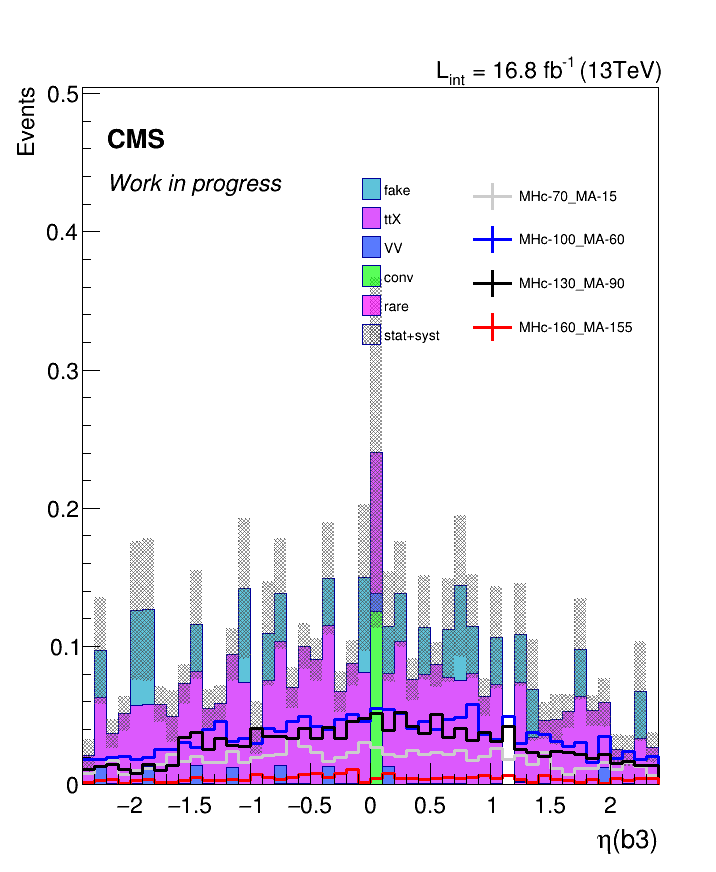 L_int = 16.8 fb^-1 (13TeV)
Events
CMS
Work in progress
fake
ttX
VV
conv
rare
stat+syst
MHc-70_MA-15
MHc-100_MA-60
MHc-130_MA-90
MHc-160_MA-155
0.5
0.4
0.3
0.2
0.1
0
−2 −1.5 −1 −0.5 0 0.5 1 1.5 2
η(b3)